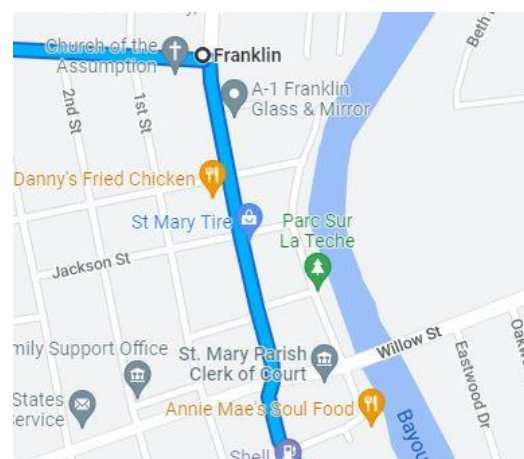 Church of the
Assumption
Franklin
Beth
A-1 Franklin
Glass & Mirror
2nd St
1st St
Danny's Fried Chicken
St Mary Tire
Parc Sur
La Teche
Jackson St
mily Support Office
St. Mary Parish
Clerk of Court
Willow St
Eastwood Dr
Oakw
States
ervice
Annie Mae's Soul Food
Bayou
Shell